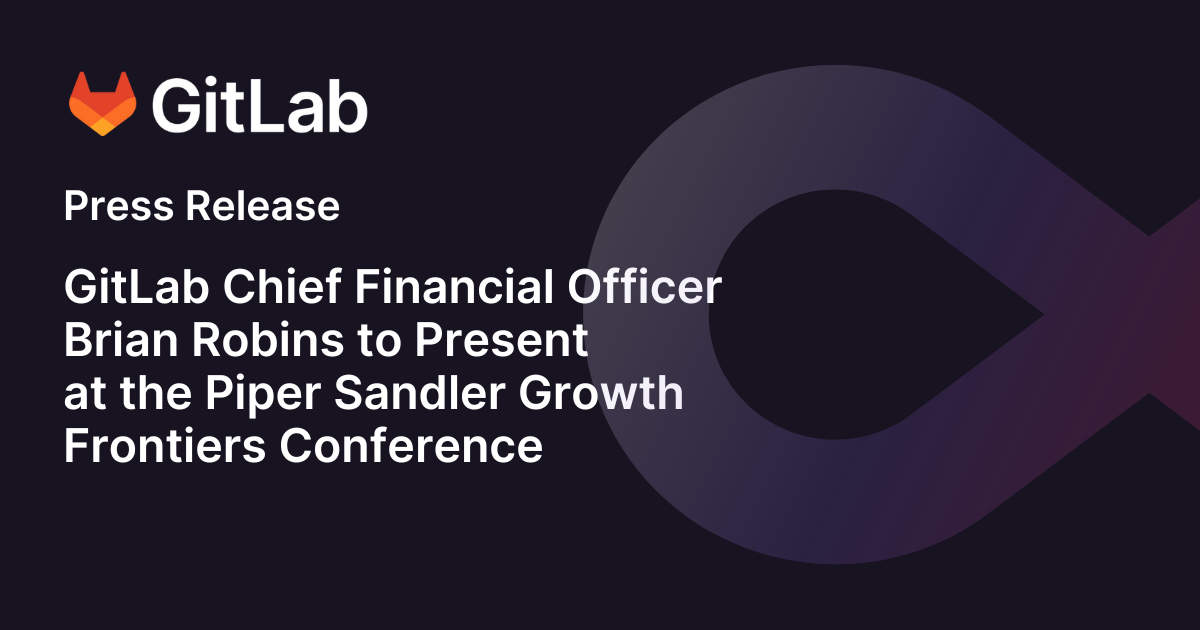 GitLab
Press Release
GitLab Chief Financial Officer
Brian Robins to Present
at the Piper Sandler Growth
Frontiers Conference